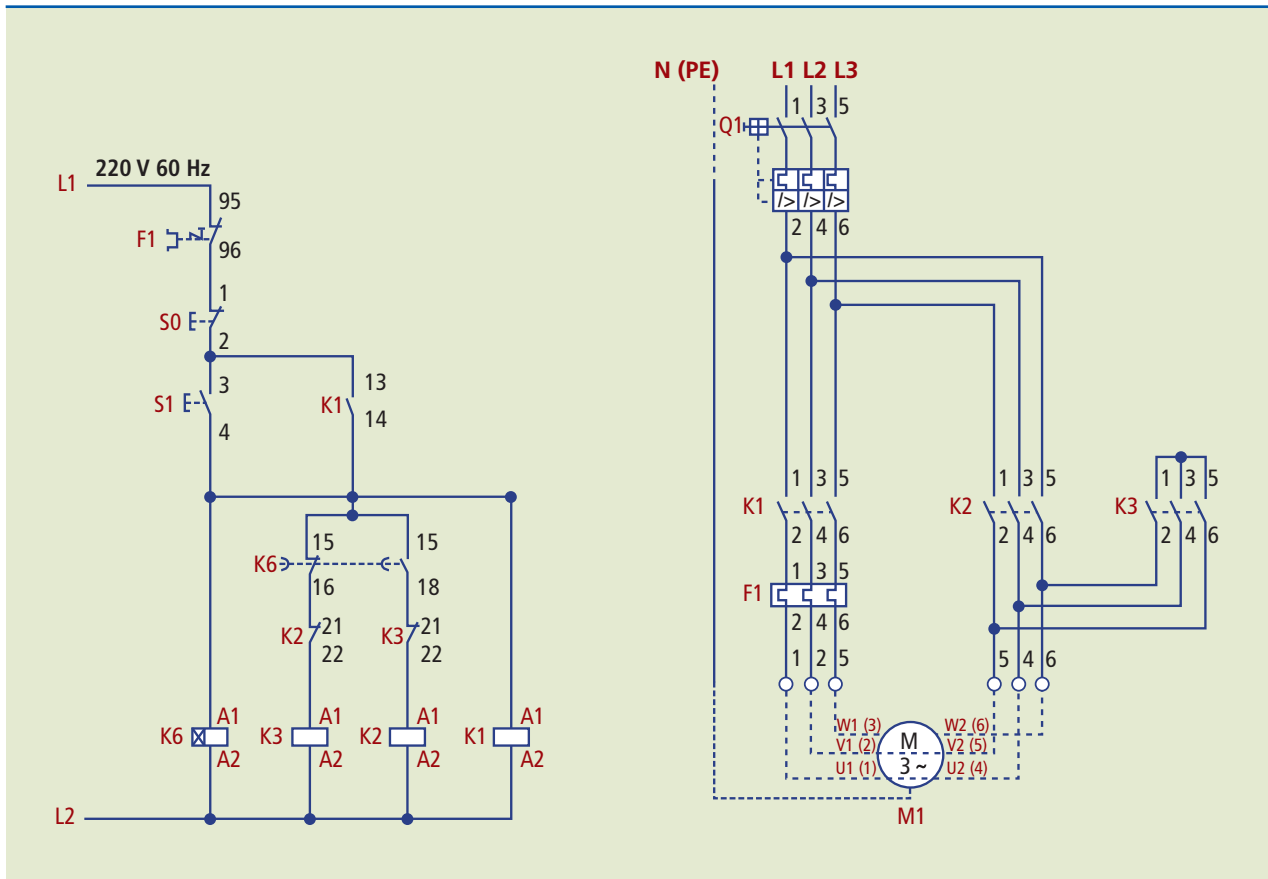 220 V 60 Hz
L1
95
F1
96
1
S0
2
3
13
S1
K1
4
14
15
15
K6
16
18
K2
21
K3
21
22
22
A1
A1
A1
A1
K6
K3
K2
K1
A2
A2
A2
A2
L2
N (PE)
L1 L2 L3
1 3 5
Q1
I> I> I>
2 4 6
1 3 5
1 3 5
1 3 5
K1
K2
K3
2 4 6
2 4 6
2 4 6
1 3 5
F1
2 4 6
1 2 5
5 4 6
W1 (3)
W2 (6)
V1 (2)
M
V2 (5)
U1 (1)
3 ~
U2 (4)
M1